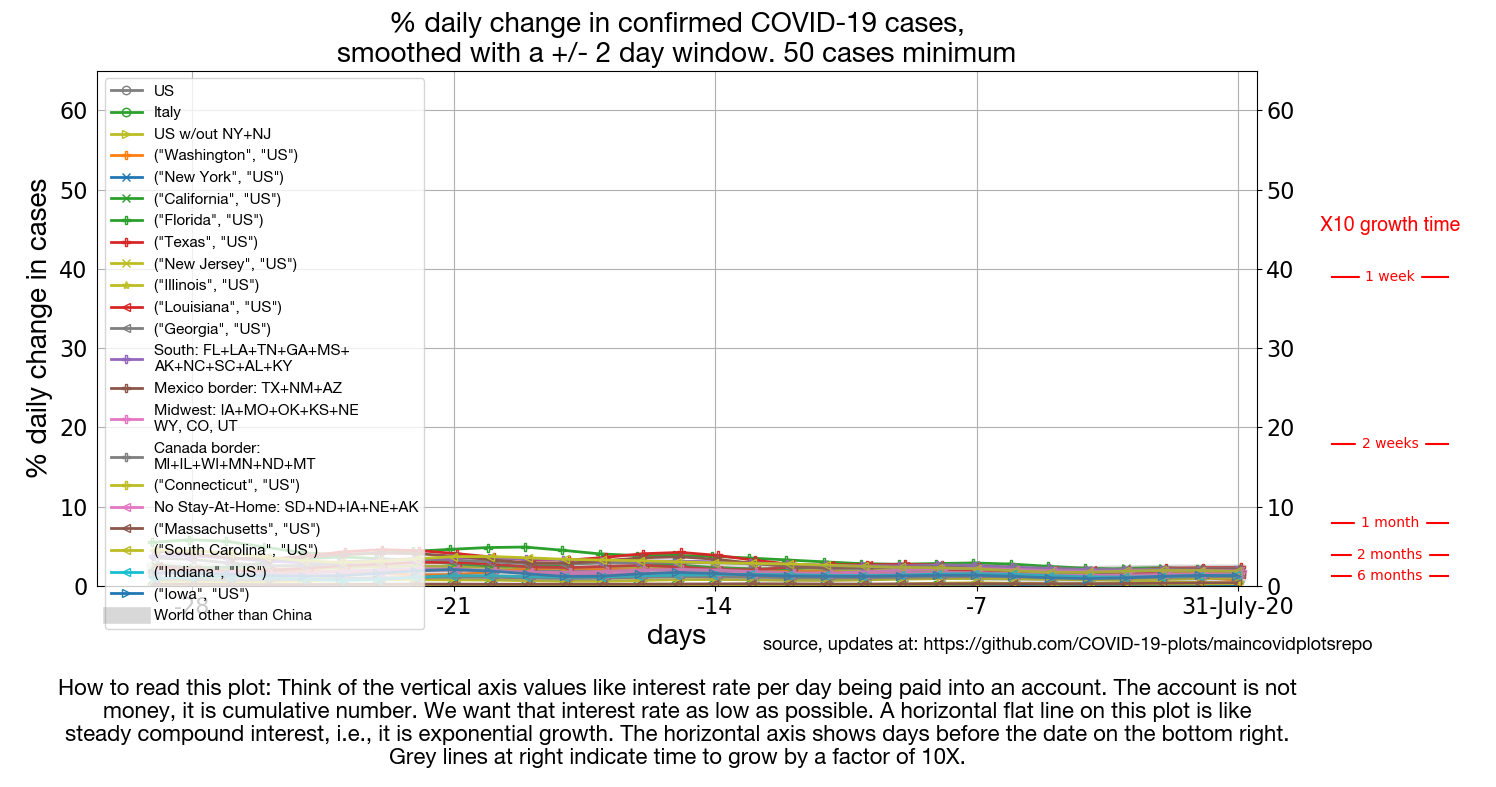 % daily change in confirmed COVID-19 cases,
smoothed with a +/- 2 day window. 50 cases minimum
% daily change in cases
60
50
40
30
20
10
0
US
Italy
US w/out NY+NJ
("Washington", "US")
("New York", "US")
("California", "US")
("Florida", "US")
("Texas", "US")
("New Jersey", "US")
("Illinois", "US")
("Louisiana", "US")
("Georgia", "US")
South: FL+LA+TN+GA+MS+
AK+NC+SC+AL+KY
Mexico border: TX+NM+AZ
Midwest: IA+MO+OK+KS+NE
WY, CO, UT
Canada border:
MI+IL+WI+MN+ND+MT
("Connecticut", "US")
No Stay-At-Home: SD+ND+IA+NE+AK
("Massachusetts", "US")
("South Carolina", "US")
("Indiana", "US")
("Iowa", "US")
World other than China
60
50
40
30
20
10
0
X10 growth time
1 week
2 weeks
1 month
2 months
6 months
-28
-21
-14
-7
31-July-20
days
source, updates at: https://github.com/COVID-19-plots/maincovidplotsrepo
How to read this plot: Think of the vertical axis values like interest rate per day being paid into an account. The account is not
money, it is cumulative number. We want that interest rate as low as possible. A horizontal flat line on this plot is like
steady compound interest, i.e., it is exponential growth. The horizontal axis shows days before the date on the bottom right.
Grey lines at right indicate time to grow by a factor of 10X.